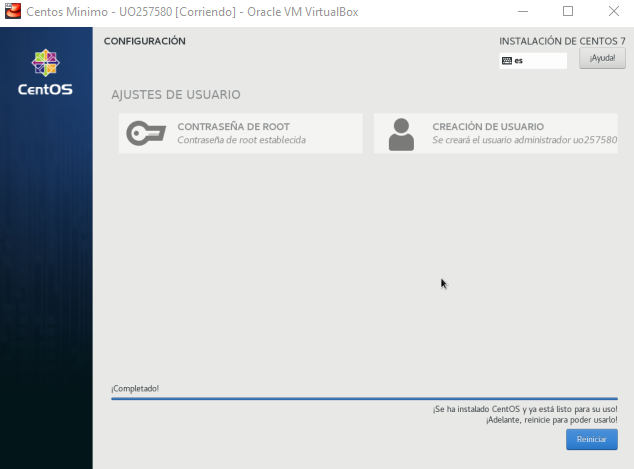 Centos Minimo - UO257580 [Corriendo] - Oracle VM VirtualBox
CONFIGURACIÓN
INSTALACIÓN DE CENTOS 7
es
¡Ayuda!
CentOS
AJUSTES DE USUARIO
CONTRASEÑA DE ROOT
Contraseña de root establecida
CREACIÓN DE USUARIO
Se creará el usuario administrador uo257580
¡Completado!
¡Se ha instalado CentOS y ya está listo para su uso!
¡Adelante, reinicie para poder usarlo!
Reiniciar